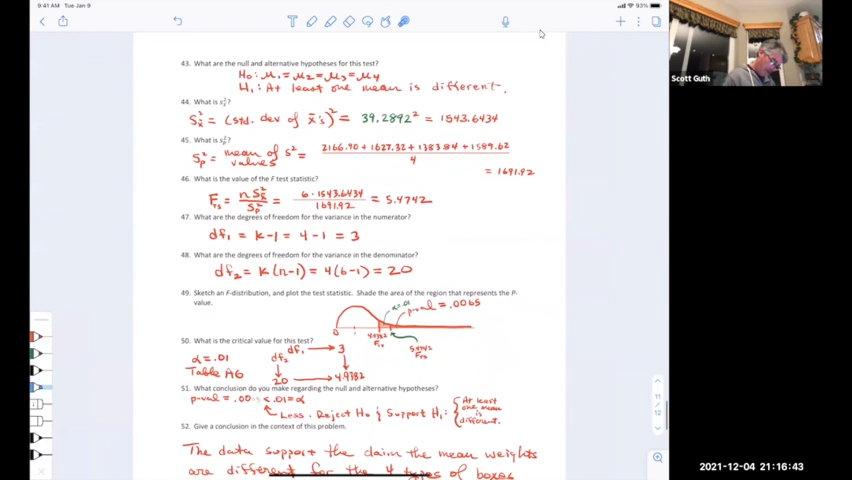 9:41 AM Tue Jan 9
93%
43. What are the null and alternative hypotheses for this test?
H₀: μ₁ = μ₂ = μ₃ = μ₄
H₁: At least one mean is different.
44. What is s²x̄?
S²x̄ = (std. dev of x̄'s)² = 39.2892² = 1543.6434
45. What is s²p?
S²p = mean of s² values = (2166.90 + 1627.32 + 1383.84 + 1589.62) / 4
= 1691.92
46. What is the value of the F test statistic?
F_TS = nS²x̄ / S²p = 6·1543.6434 / 1691.92 = 5.4742
47. What are the degrees of freedom for the variance in the numerator?
df₁ = k-1 = 4-1 = 3
48. What are the degrees of freedom for the variance in the denominator?
df₂ = k(n-1) = 4(6-1) = 20
49. Sketch an F-distribution, and plot the test statistic. Shade the area of the region that represents the P-
value.
α=.01
p-val = .0065
0
4.9382
F_CV
5.4742
F_TS
50. What is the critical value for this test?
α = .01
Table A6
df₁ → 3
df₂
20 → 4.9382
51. What conclusion do you make regarding the null and alternative hypotheses?
p-val = .00 < .01 = α
Less. Reject H₀ & Support H₁: { At least one mean is different.
52. Give a conclusion in the context of this problem.
The data support the claim the mean weights
are different for the 4 types of boxes
11
12
Scott Guth
2021-12-04 21:16:43